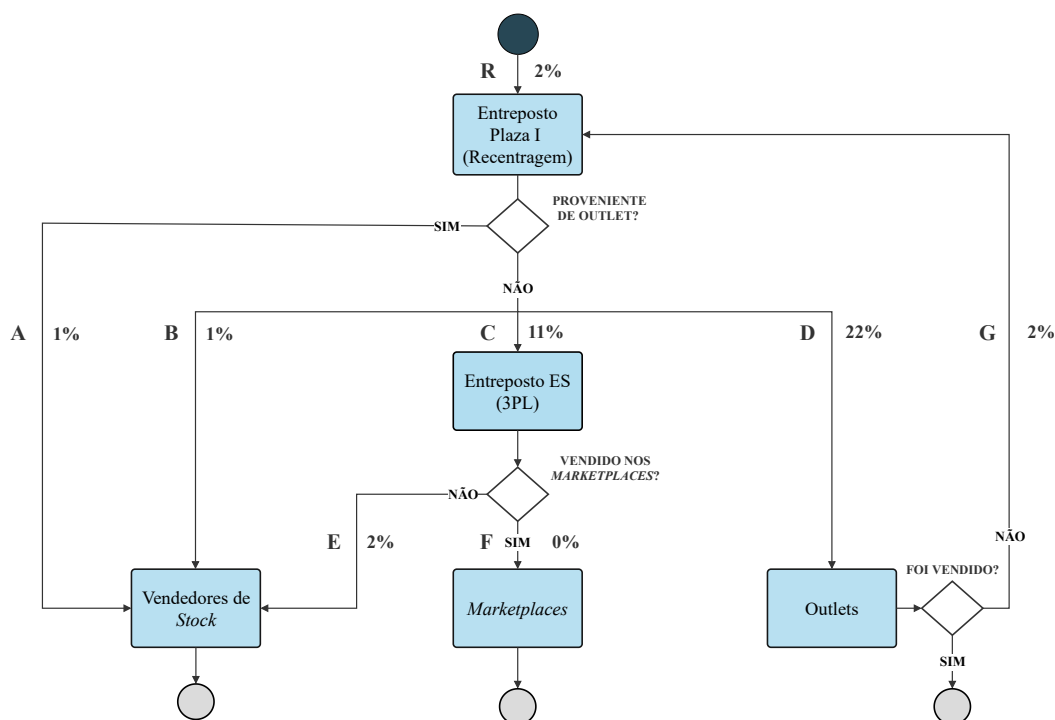 R 2%
Entreposto
Plaza I
(Recentragem)
PROVENIENTE
DE OUTLET?
SIM
NÃO
A 1%
B 1%
C 11%
D 22%
G 2%
Entreposto ES
(3PL)
VENDIDO NOS
MARKETPLACES?
NÃO
E 2%
F SIM 0%
NÃO
FOI VENDIDO?
Vendedores de
Stock
Marketplaces
Outlets
SIM